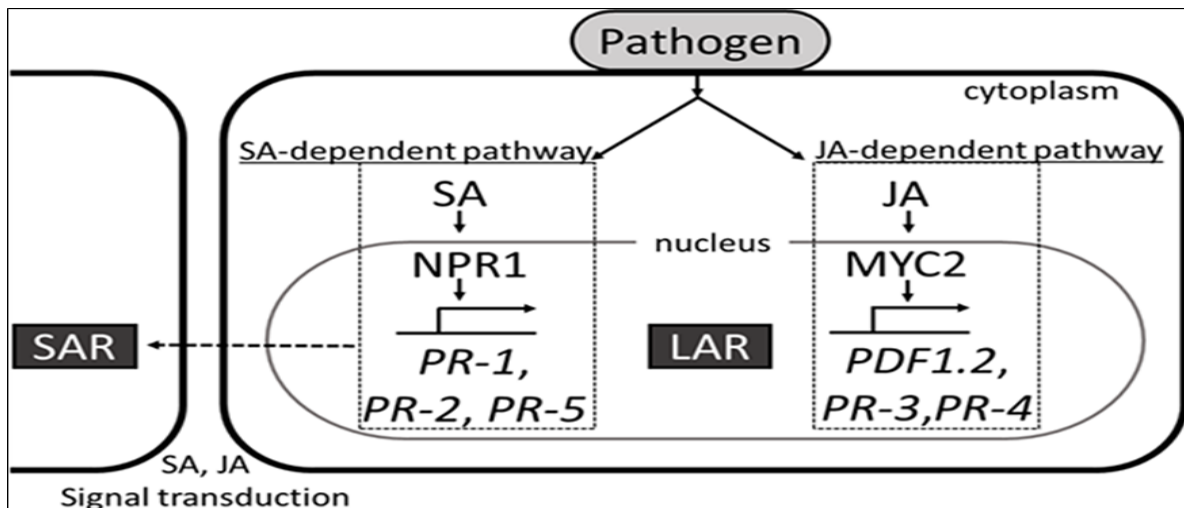 Pathogen
cytoplasm
SA-dependent pathway
JA-dependent pathway
SA
JA
nucleus
NPR1
MYC2
SAR
LAR
PR-1,
PR-2, PR-5
PDF1.2,
PR-3,PR-4
SA, JA
Signal transduction